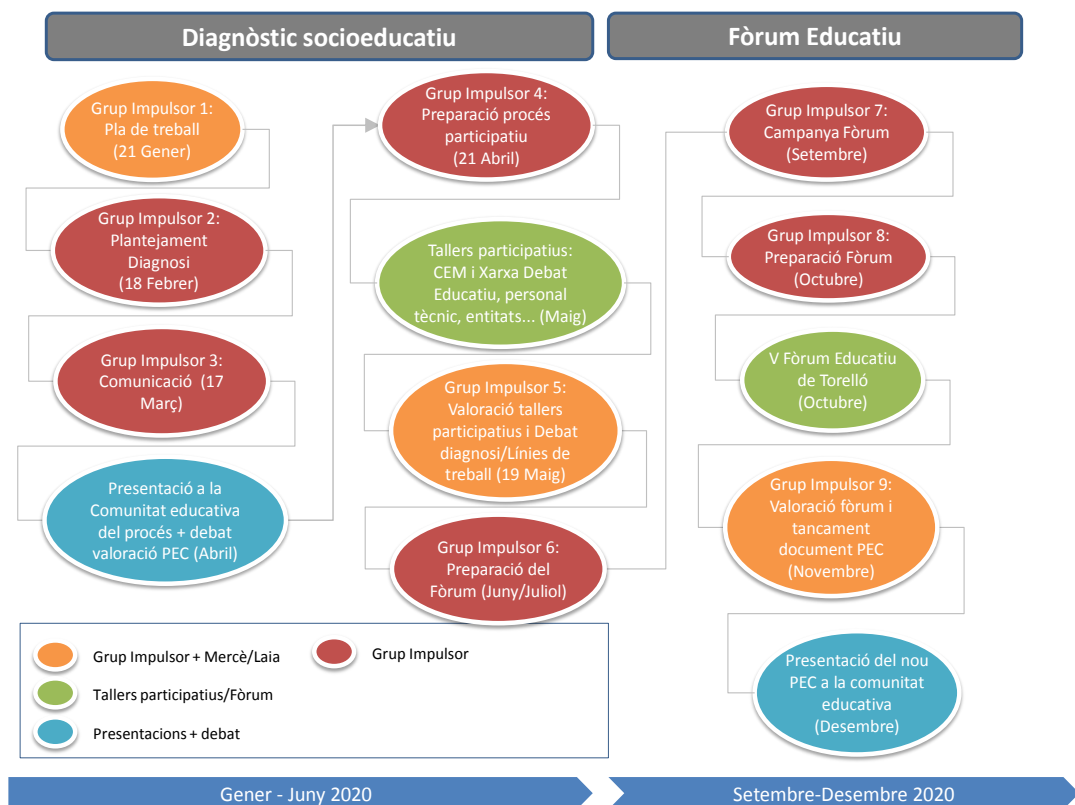 Diagnòstic socioeducatiu
Fòrum Educatiu
Grup Impulsor 1:
Pla de treball
(21 Gener)
Grup Impulsor 2:
Plantejament
Diagnosi
(18 Febrer)
Grup Impulsor 3:
Comunicació (17
Març)
Presentació a la
Comunitat educativa
del procés + debat
valoració PEC (Abril)
Grup Impulsor 4:
Preparació procés
participatiu
(21 Abril)
Tallers participatius:
CEM i Xarxa Debat
Educatiu, personal
tècnic, entitats... (Maig)
Grup Impulsor 5:
Valoració tallers
participatius i Debat
diagnosi/Línies de
treball (19 Maig)
Grup Impulsor 6:
Preparació del
Fòrum (Juny/Juliol)
Grup Impulsor 7:
Campanya Fòrum
(Setembre)
Grup Impulsor 8:
Preparació Fòrum
(Octubre)
V Fòrum Educatiu
de Torelló
(Octubre)
Grup Impulsor 9:
Valoració fòrum i
tancament
document PEC
(Novembre)
Presentació del nou
PEC a la comunitat
educativa
(Desembre)
Grup Impulsor + Mercè/Laia
Grup Impulsor
Tallers participatius/Fòrum
Presentacions + debat
Gener - Juny 2020
Setembre-Desembre 2020